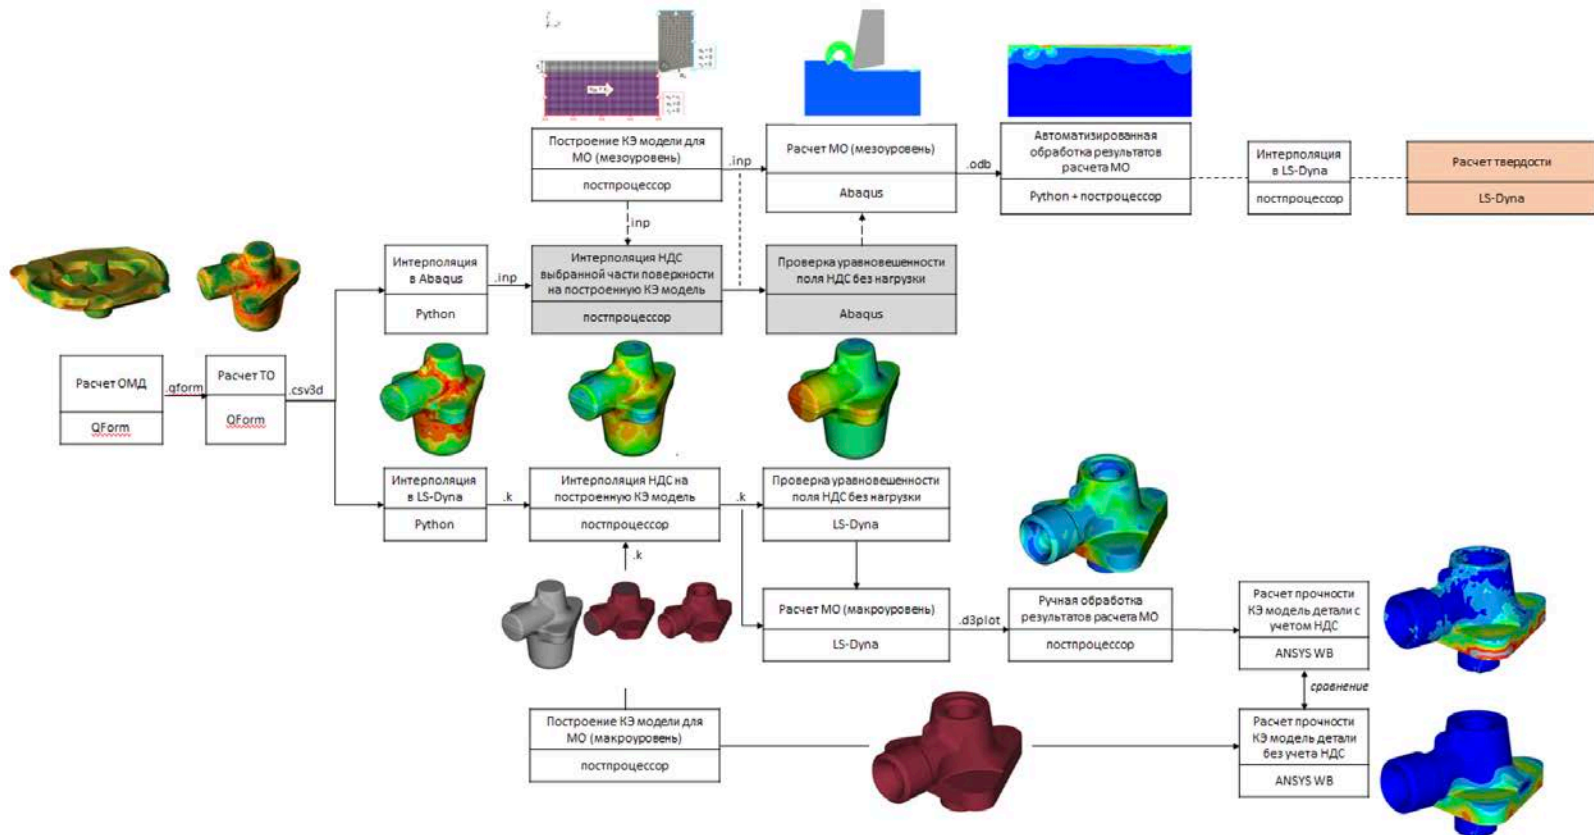 Построение КЭ модели для
МО (мезоуровень)
постпроцессор
.inp
Расчет МО (мезоуровень)
Abaqus
.odb
Автоматизированная
обработка результатов
расчета МО
Python + построцессор
Интерполяция
в LS-Dyna
постпроцессор
Расчет твердости
LS-Dyna
.inp
Интерполяция
в Abaqus
Python
.inp
Интерполяция НДС
выбранной части поверхности
на построенную КЭ модель
постпроцессор
Проверка уравновешенности
поля НДС без нагрузки
Abaqus
Расчет ОМД
QForm
.qform
Расчет ТО
QForm
.csv3d
Интерполяция
в LS-Dyna
Python
.k
Интерполяция НДС на
построенную КЭ модель
постпроцессор
.k
Проверка уравновешенности
поля НДС без нагрузки
LS-Dyna
.k
Расчет МО (макроуровень)
LS-Dyna
.d3plot
Ручная обработка
результатов расчета МО
постпроцессор
Расчет прочности
КЭ модель детали с
учетом НДС
ANSYS WB
сравнение
Построение КЭ модели для
МО (макроуровень)
постпроцессор
Расчет прочности
КЭ модель детали
без учета НДС
ANSYS WB